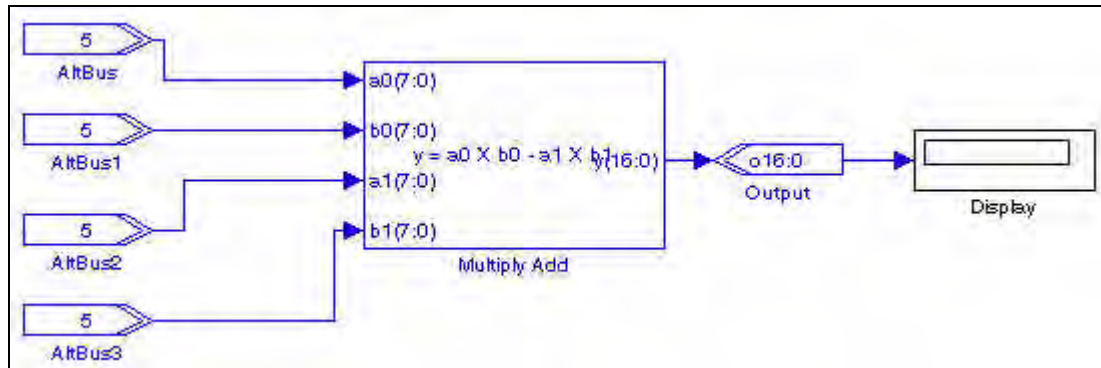 5
AltBus
5
AltBus1
5
AltBus2
5
AltBus3
a0(7:0)
b0(7:0)
y = a0 X b0 - a1 X b1
y(16:0)
a1(7:0)
b1(7:0)
Multiply Add
o16:0
Output
Display